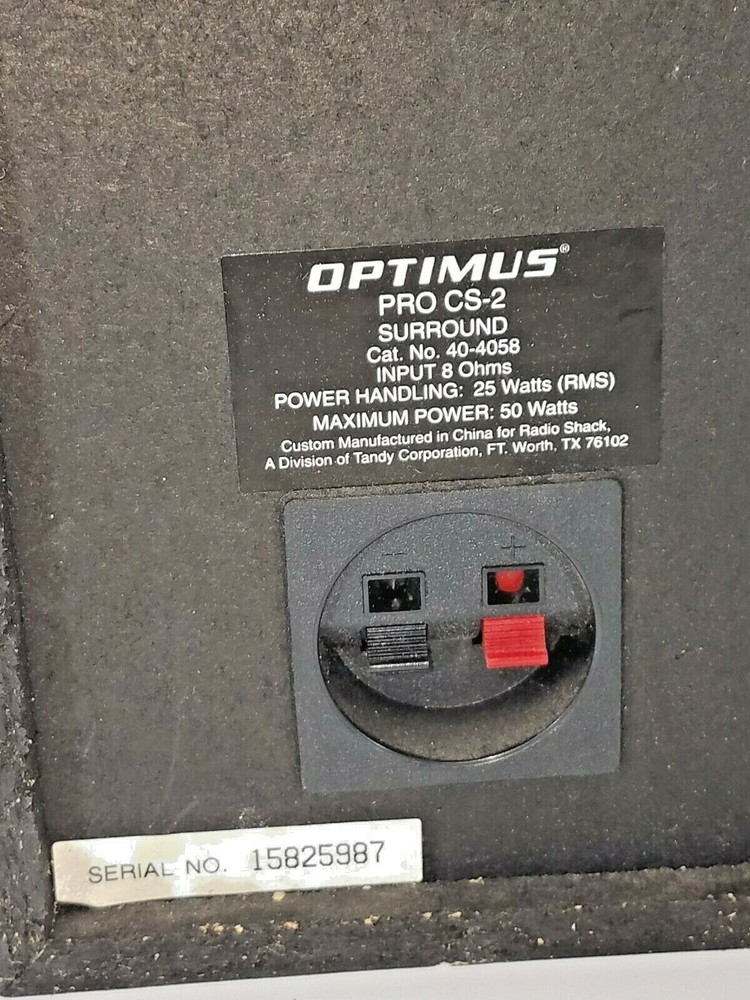 OPTIMUS®
PRO CS-2
SURROUND
Cat. No. 40-4058
INPUT 8 Ohms
POWER HANDLING: 25 Watts (RMS)
MAXIMUM POWER: 50 Watts
Custom Manufactured in China for Radio Shack,
A Division of Tandy Corporation, FT. Worth, TX 76102
- +
SERIAL NO. 15825987